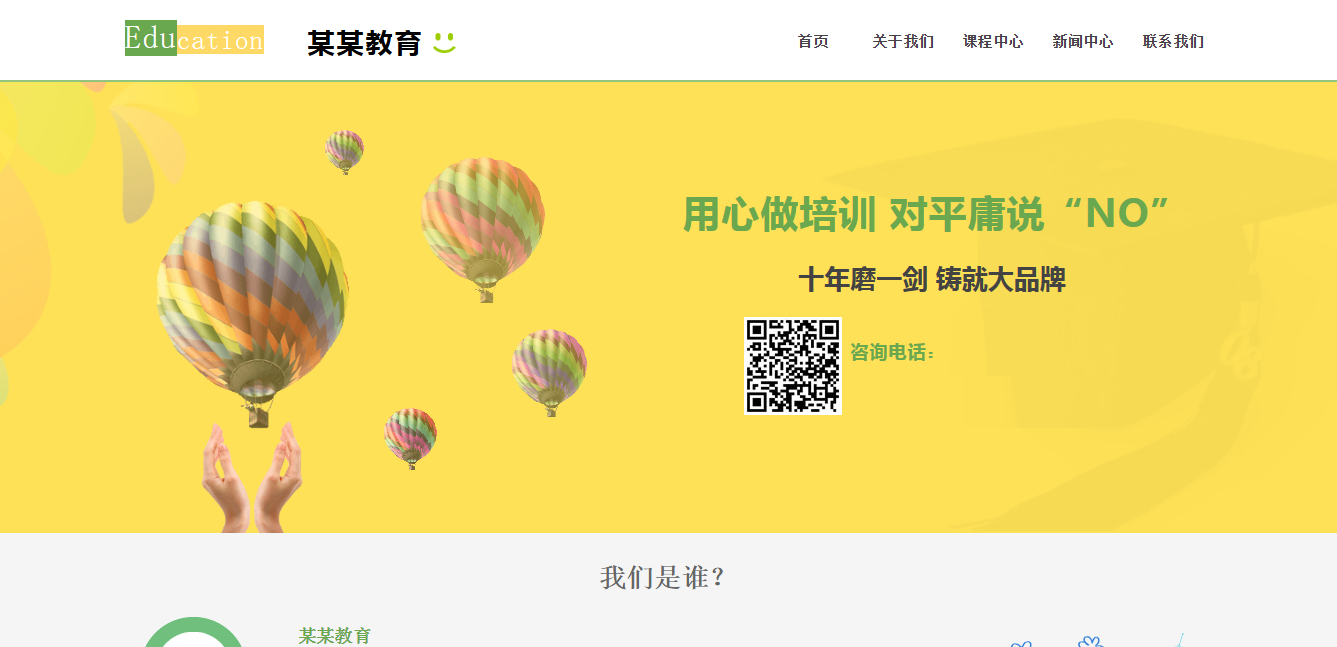 Education
某某教育
首页 关于我们 课程中心 新闻中心 联系我们
用心做培训 对平庸说“NO”
十年磨一剑 铸就大品牌
咨询电话：
我们是谁？
某某教育